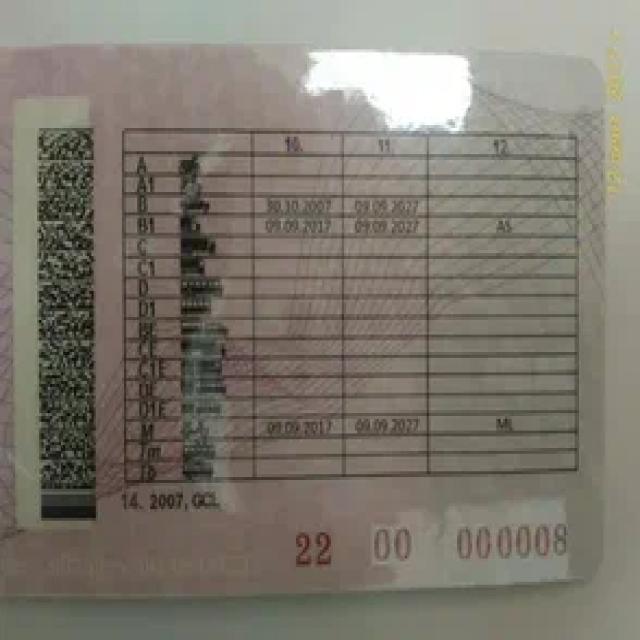 10. 11. 12.
A
A1
B 30.10.2007 09.09.2027
B1 09.09.2017 09.09.2027 AS
C
C1
D
D1
BE
CE
C1E
DE
D1E
M 09.09.2017 09.09.2027 ML
Tm
Tb
14. 2007, GCL
22 00 000008